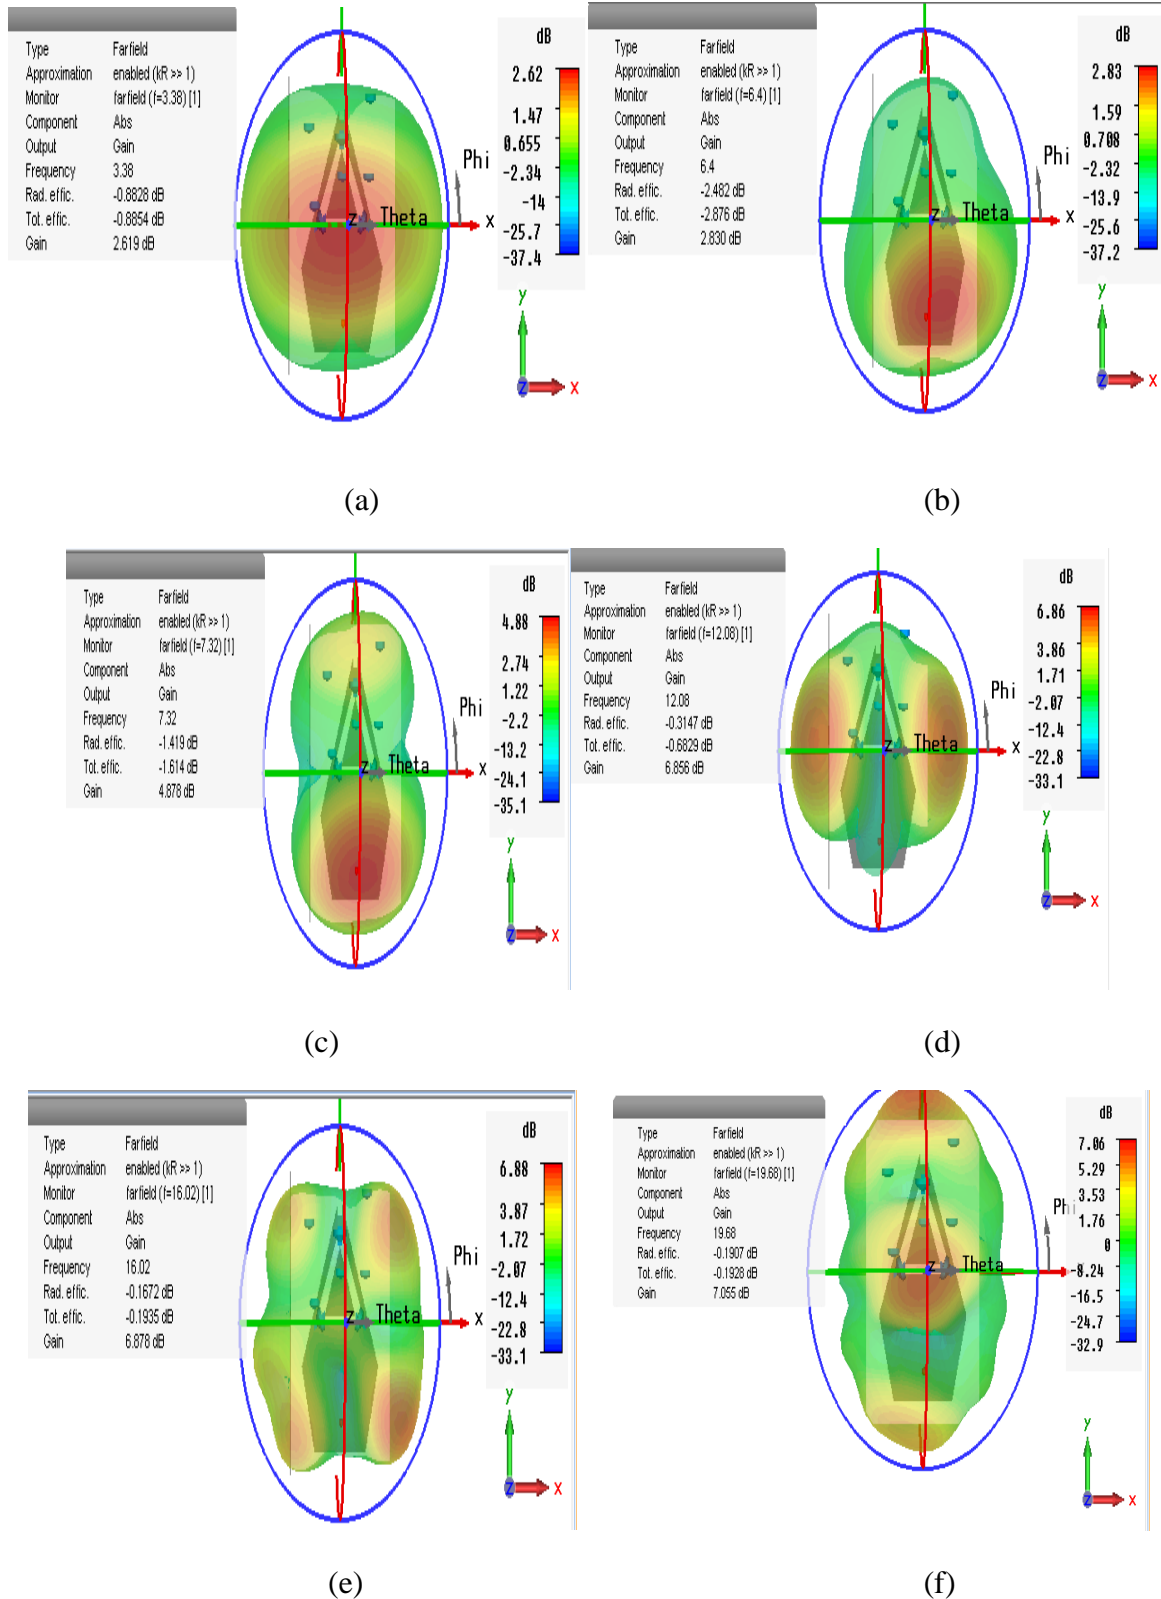 Type Farfield
Approximation enabled (kR >> 1)
Monitor farfield (f=3.38) [1]
Component Abs
Output Gain
Frequency 3.38
Rad. effic. -0.8828 dB
Tot. effic. -0.8854 dB
Gain 2.619 dB
dB
2.62
1.47
0.655
-2.34
-14
-25.7
-37.4
Phi
Theta
z
x
y
z
x
(a)
Type Farfield
Approximation enabled (kR >> 1)
Monitor farfield (f=6.4) [1]
Component Abs
Output Gain
Frequency 6.4
Rad. effic. -2.482 dB
Tot. effic. -2.876 dB
Gain 2.830 dB
dB
2.83
1.59
0.708
-2.32
-13.9
-25.6
-37.2
Phi
Theta
z
x
y
z
x
(b)
Type Farfield
Approximation enabled (kR >> 1)
Monitor farfield (f=7.32) [1]
Component Abs
Output Gain
Frequency 7.32
Rad. effic. -1.419 dB
Tot. effic. -1.614 dB
Gain 4.878 dB
dB
4.88
2.74
1.22
-2.2
-13.2
-24.1
-35.1
Phi
Theta
z
x
y
z
x
(c)
Type Farfield
Approximation enabled (kR >> 1)
Monitor farfield (f=12.08) [1]
Component Abs
Output Gain
Frequency 12.08
Rad. effic. -0.3147 dB
Tot. effic. -0.6829 dB
Gain 6.856 dB
dB
6.86
3.86
1.71
-2.07
-12.4
-22.8
-33.1
Phi
Theta
z
x
y
z
x
(d)
Type Farfield
Approximation enabled (kR >> 1)
Monitor farfield (f=16.02) [1]
Component Abs
Output Gain
Frequency 16.02
Rad. effic. -0.1672 dB
Tot. effic. -0.1935 dB
Gain 6.878 dB
dB
6.88
3.87
1.72
-2.07
-12.4
-22.8
-33.1
Phi
Theta
z
x
y
z
x
(e)
Type Farfield
Approximation enabled (kR >> 1)
Monitor farfield (f=19.68) [1]
Component Abs
Output Gain
Frequency 19.68
Rad. effic. -0.1907 dB
Tot. effic. -0.1928 dB
Gain 7.055 dB
dB
7.06
5.29
3.53
1.76
0
-8.24
-16.5
-24.7
-32.9
Phi
Theta
z
y
z
x
(f)